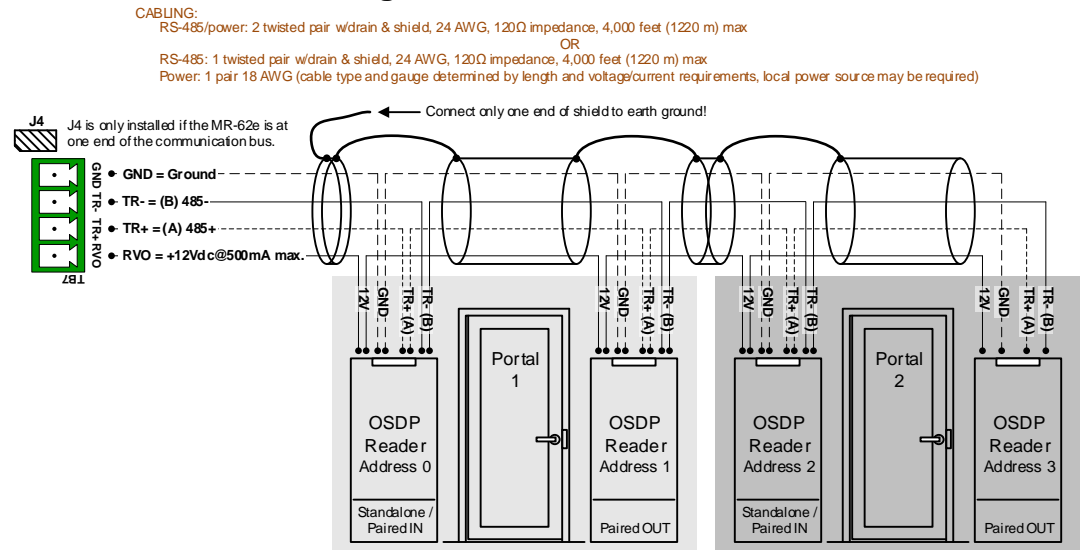 CABLING:
RS-485/power: 2 twisted pair w/drain & shield, 24 AWG, 120Ω impedance, 4,000 feet (1220 m) max
OR
RS-485: 1 twisted pair w/drain & shield, 24 AWG, 120Ω impedance, 4,000 feet (1220 m) max
Power: 1 pair 18 AWG (cable type and gauge determined by length and voltage/current requirements, local power source may be required)
Connect only one end of shield to earth ground!
J4
J4 is only installed if the MR-62e is at
one end of the communication bus.
GND
TR-
TR+
RVO
TB7
GND = Ground
TR- = (B) 485-
TR+ = (A) 485+
RVO = +12Vdc@500mA max.
12V
GND
TR+ (A)
TR- (B)
12V
GND
TR+ (A)
TR- (B)
12V
GND
TR+ (A)
TR- (B)
12V
GND
TR+ (A)
TR- (B)
OSDP
Reader
Address 0
Standalone /
Paired IN
Portal
1
OSDP
Reader
Address 1
Paired OUT
OSDP
Reader
Address 2
Standalone /
Paired IN
Portal
2
OSDP
Reader
Address 3
Paired OUT